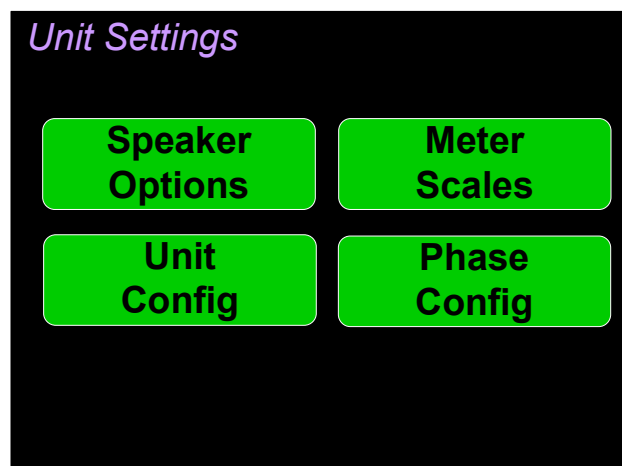 Unit Settings
Speaker
Options
Meter
Scales
Unit
Config
Phase
Config